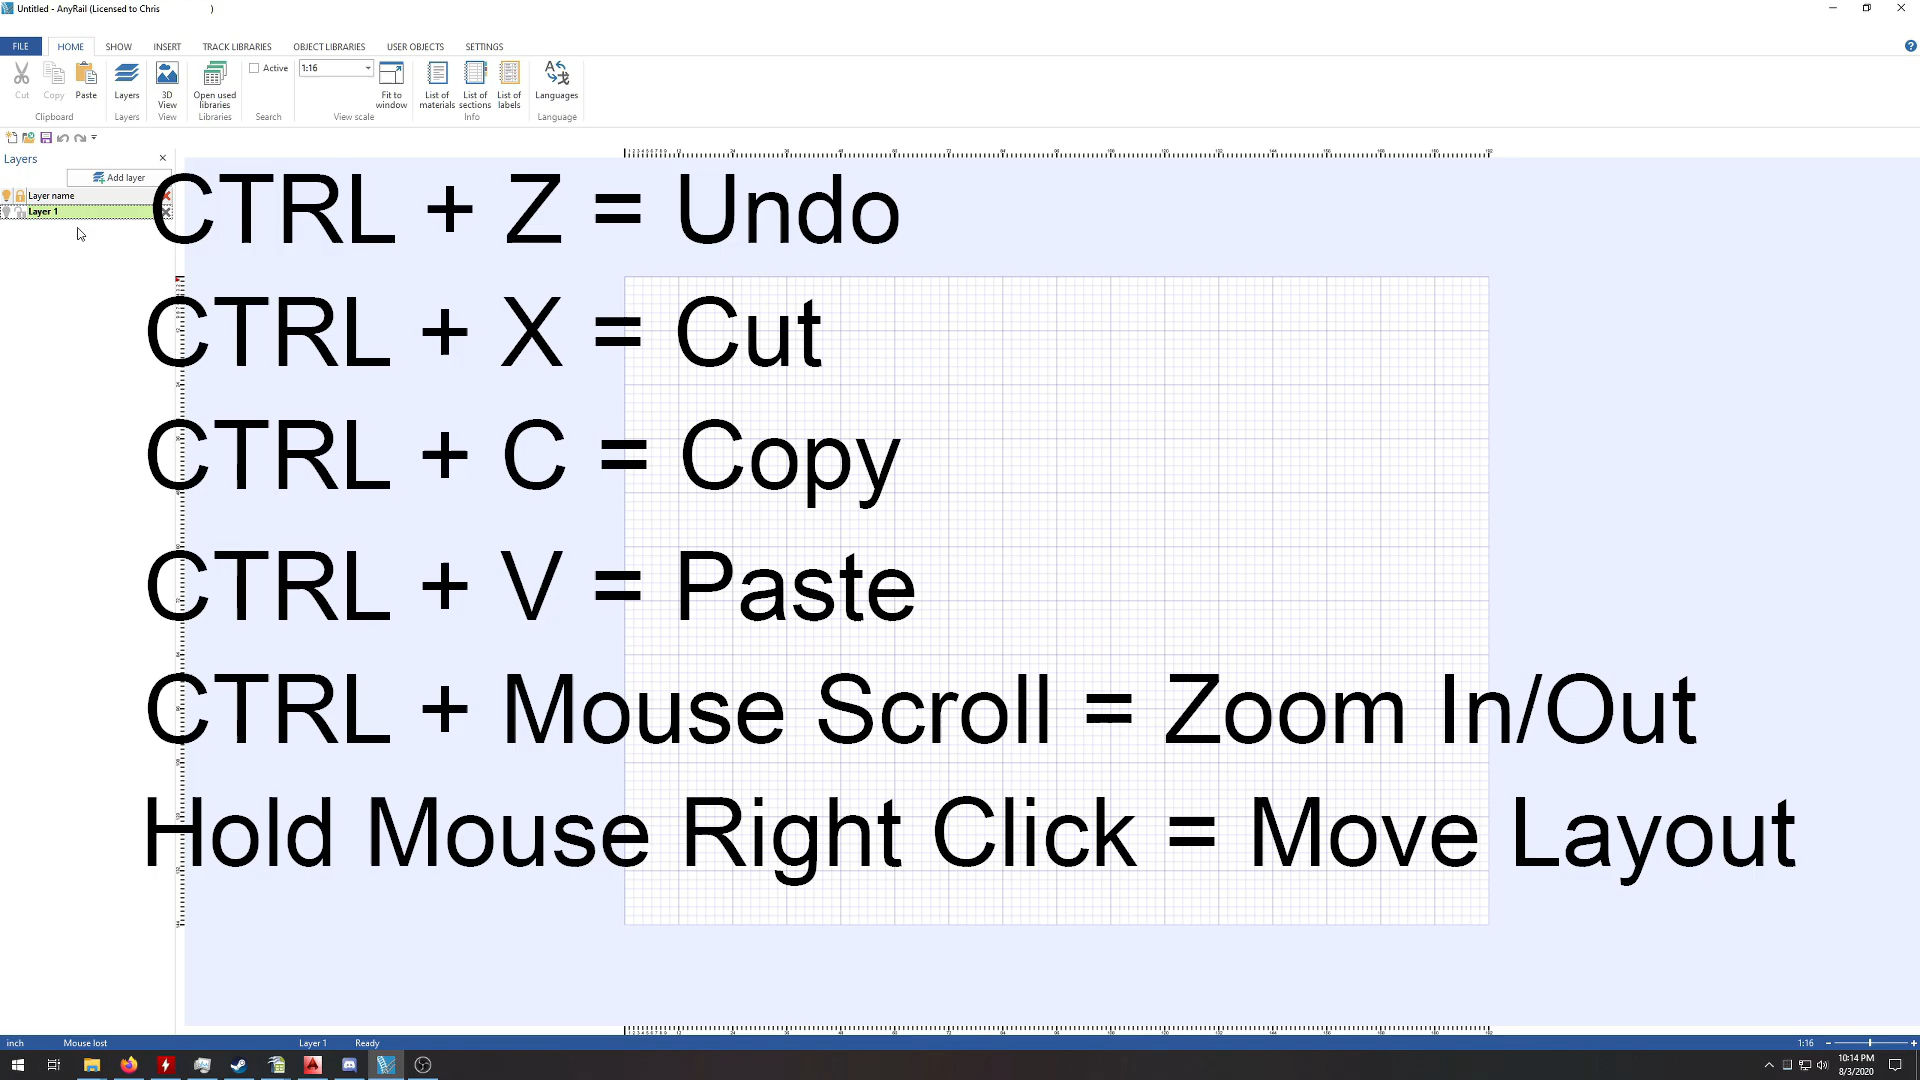 Untitled - AnyRail (Licensed to Chris )
FILE HOME SHOW INSERT TRACK LIBRARIES OBJECT LIBRARIES USER OBJECTS SETTINGS
Cut Copy Paste Layers 3D View Open used libraries Active 1:16 Fit to window List of materials List of sections List of labels Languages
Clipboard Layers View Libraries Search View scale Info Language
Layers
Add layer
Layer name
Layer 1
CTRL + Z = Undo
CTRL + X = Cut
CTRL + C = Copy
CTRL + V = Paste
CTRL + Mouse Scroll = Zoom In/Out
Hold Mouse Right Click = Move Layout
inch Mouse lost Layer 1 Ready 1:16
10:14 PM
8/3/2020